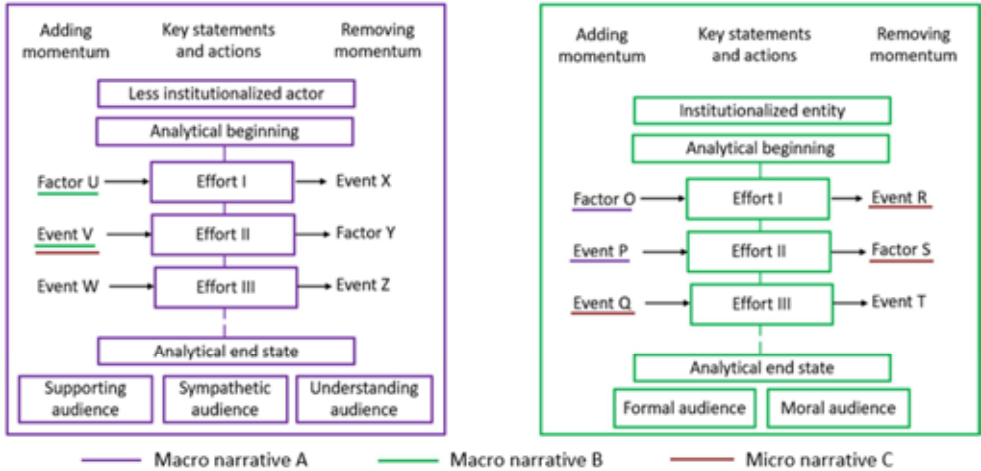 Adding momentum
Key statements and actions
Removing momentum
Less institutionalized actor
Analytical beginning
Factor U
Effort I
Event X
Event V
Effort II
Factor Y
Event W
Effort III
Event Z
Analytical end state
Supporting audience
Sympathetic audience
Understanding audience
Adding momentum
Key statements and actions
Removing momentum
Institutionalized entity
Analytical beginning
Factor O
Effort I
Event R
Event P
Effort II
Factor S
Event Q
Effort III
Event T
Analytical end state
Formal audience
Moral audience
Macro narrative A
Macro narrative B
Micro narrative C